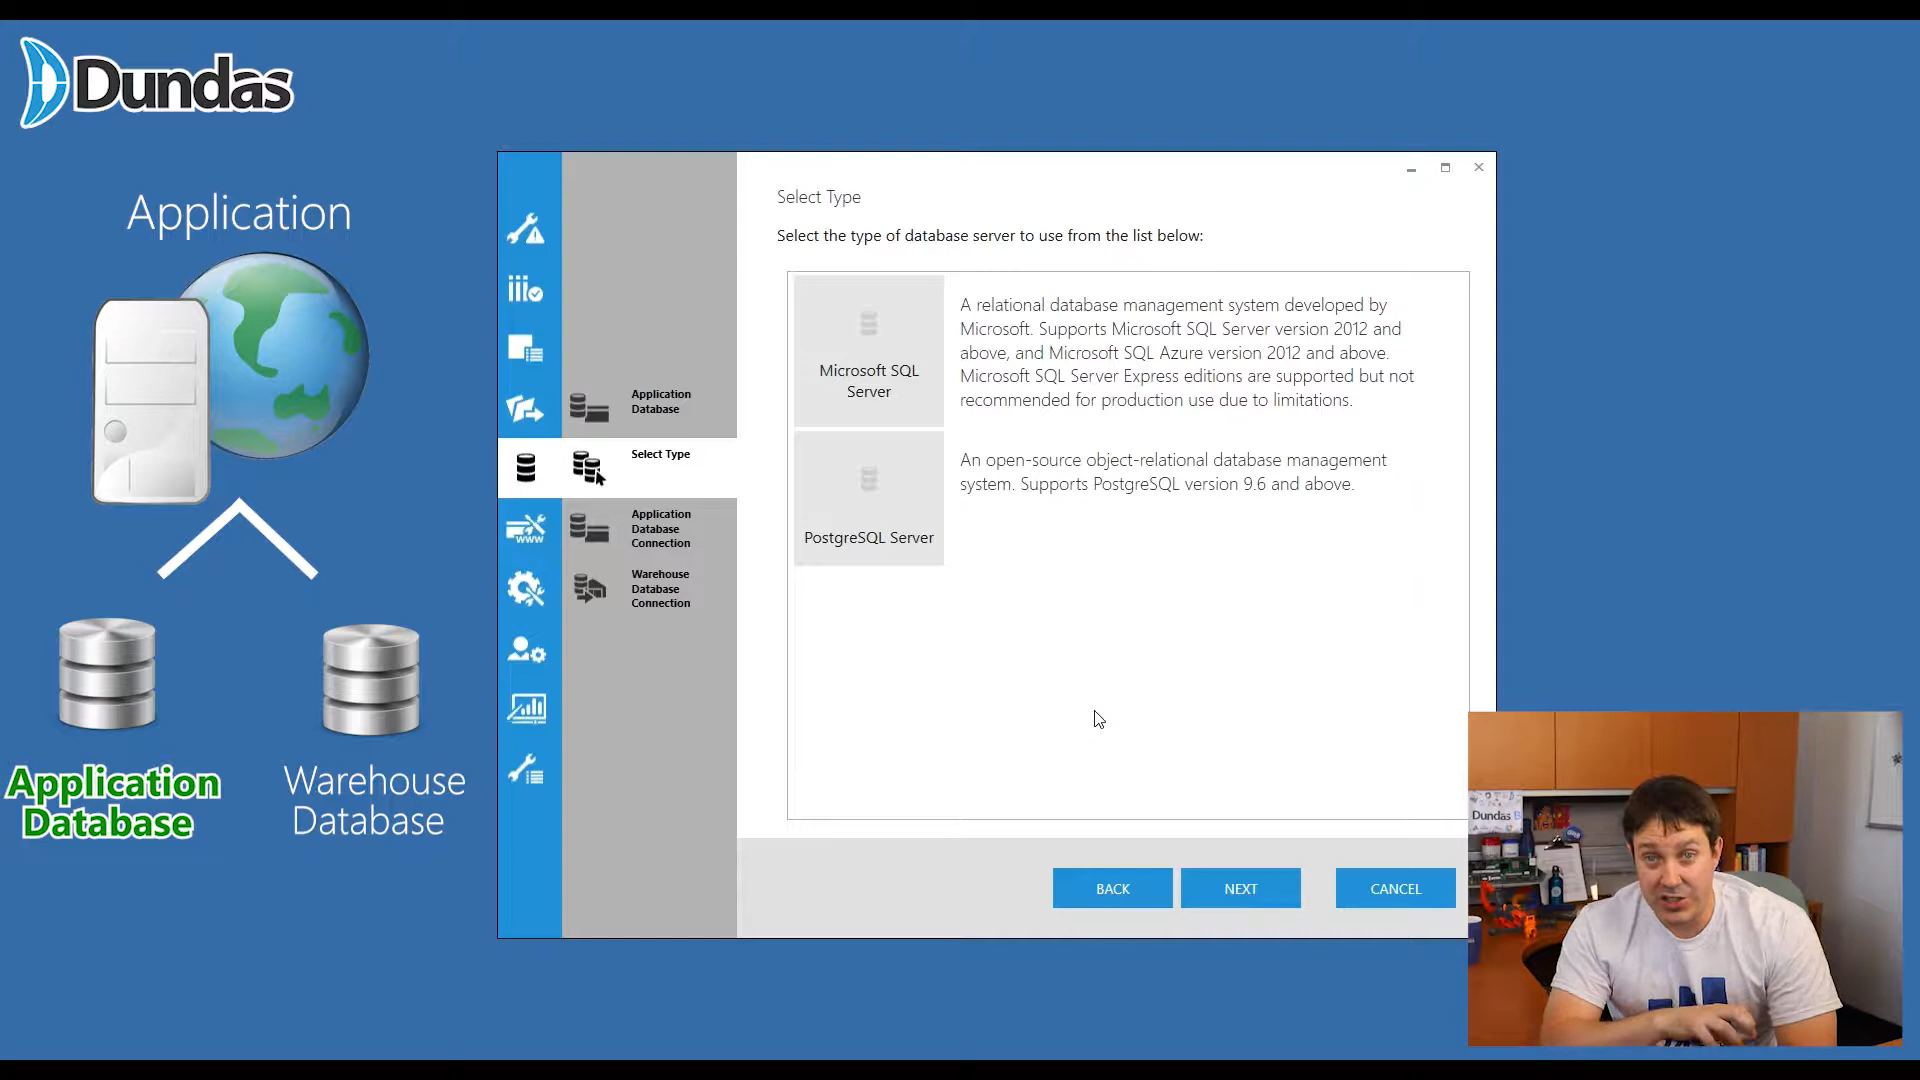 Dundas
Application
Application
Database
Warehouse
Database
Application
Database
Select Type
Application
Database
Connection
Warehouse
Database
Connection
WWW
Select Type
Select the type of database server to use from the list below:
Microsoft SQL
Server
A relational database management system developed by
Microsoft. Supports Microsoft SQL Server version 2012 and
above, and Microsoft SQL Azure version 2012 and above.
Microsoft SQL Server Express editions are supported but not
recommended for production use due to limitations.
PostgreSQL Server
An open-source object-relational database management
system. Supports PostgreSQL version 9.6 and above.
BACK
NEXT
CANCEL
Dundas B